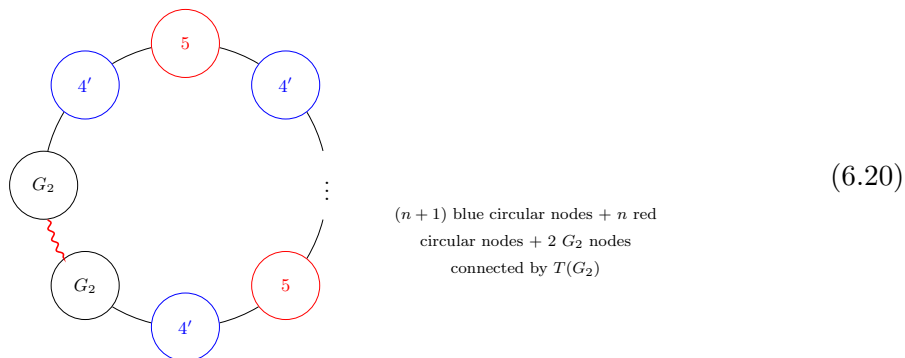 5
4′
4′
G₂
⋮
(6.20)
(n + 1) blue circular nodes + n red
circular nodes + 2 G₂ nodes
connected by T(G₂)
G₂
5
4′